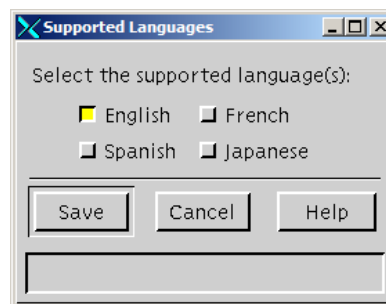 Supported Languages
Select the supported language(s):
English French
Spanish Japanese
Save Cancel Help